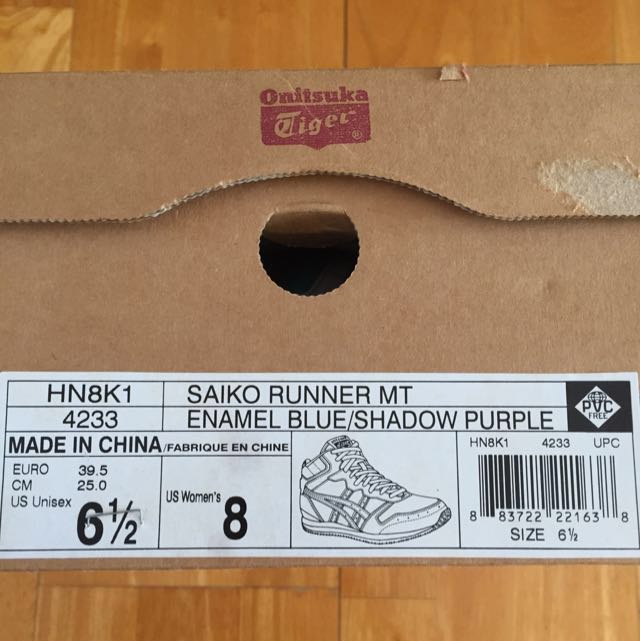 Onitsuka
Tiger ®
HN8K1 SAIKO RUNNER MT
4233 ENAMEL BLUE/SHADOW PURPLE
PVC
FREE
MADE IN CHINA/FABRIQUE EN CHINE
HN8K1 4233 UPC
EURO 39.5
CM 25.0
US Unisex 6½
US Women's 8
8 83722 22163 8
SIZE 6½